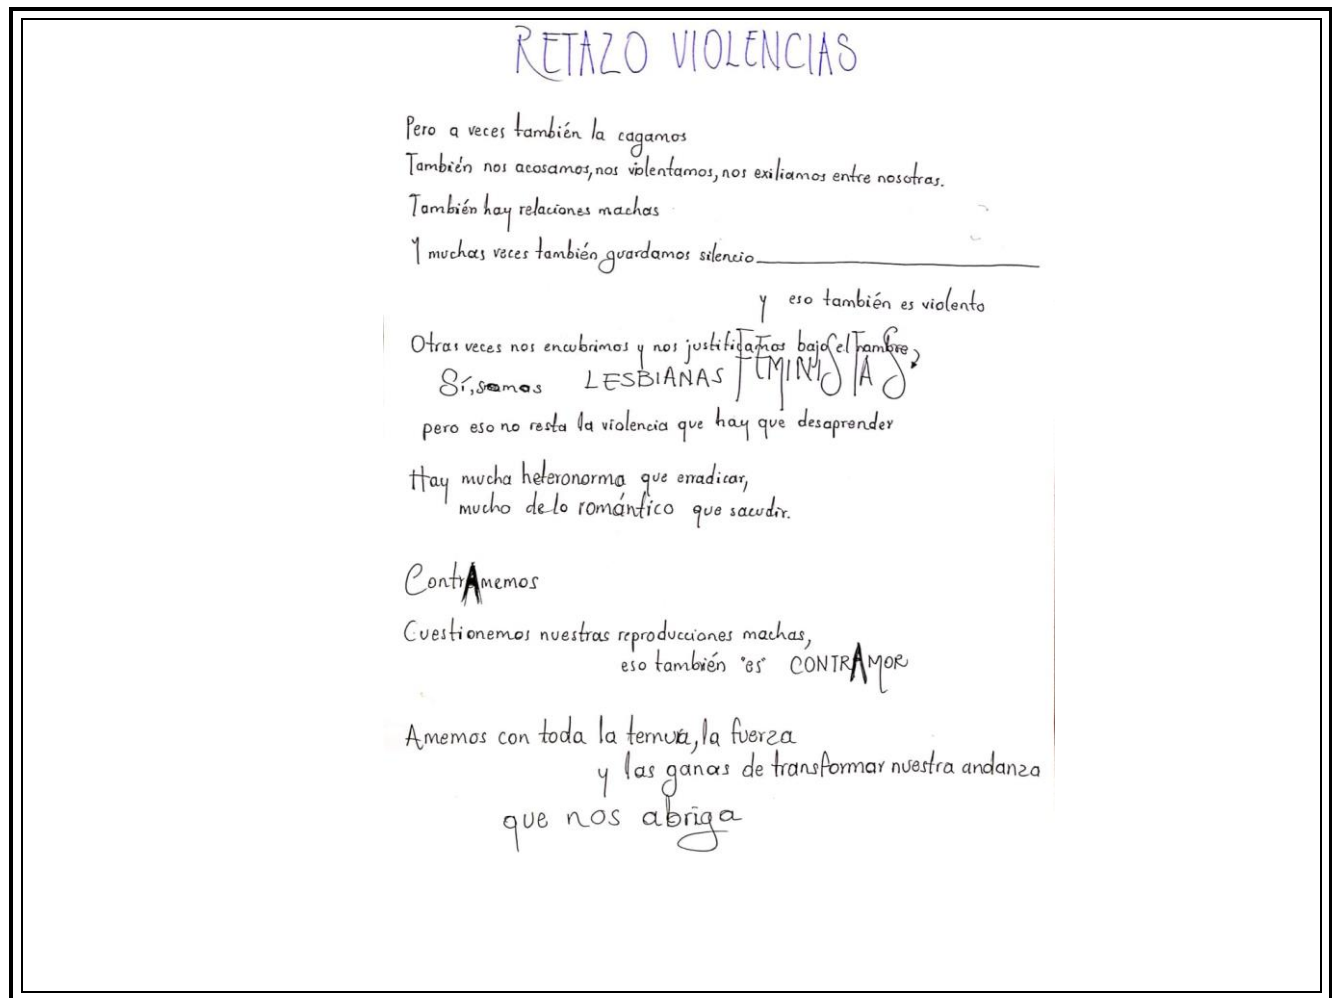 RETAZO VIOLENCIAS
Pero a veces también la cagamos
También nos acosamos, nos violentamos, nos exiliamos entre nosotras.
También hay relaciones machas
Y muchas veces también guardamos silencio
y eso también es violento
Otras veces nos encubrimos y nos justificamos bajo el nombre,
Sí, somos LESBIANAS FEMINISTAS
pero eso no resta la violencia que hay que desaprender
Hay mucha heteronorma que erradicar,
mucho de lo romántico que sacudir.
ContrAmemos
Cuestionemos nuestras reproducciones machas,
eso también "es" CONTRAMOR
Amemos con toda la ternura, la fuerza
y las ganas de transformar nuestra andanza
que nos abriga